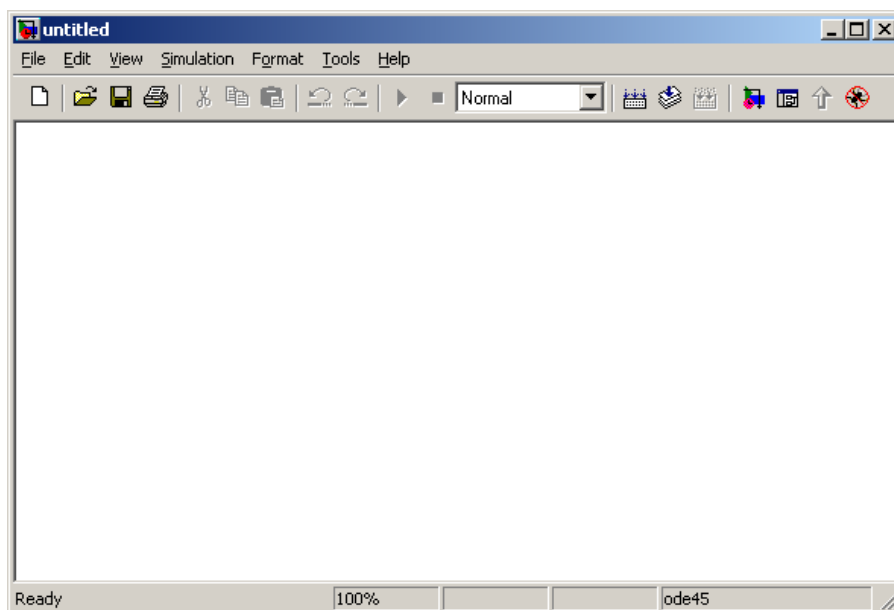 untitled
File Edit View Simulation Format Tools Help
Normal
Ready 100% ode45